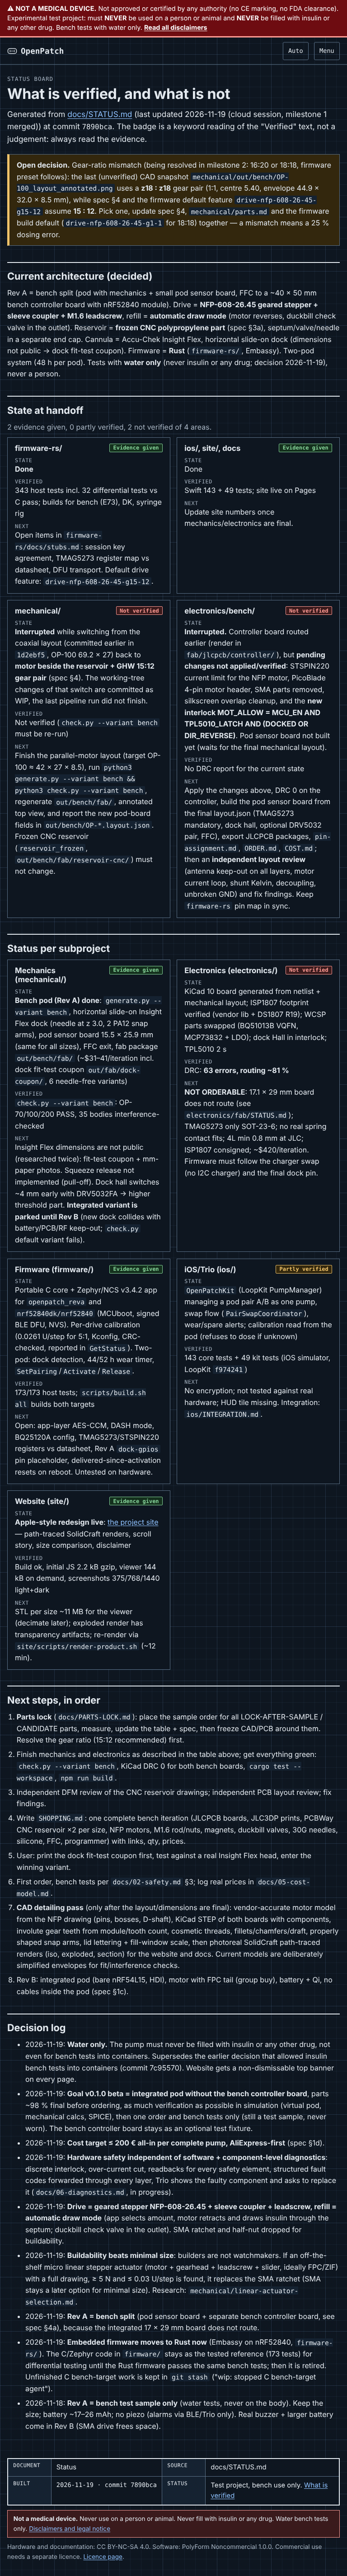 ⚠ NOT A MEDICAL DEVICE. Not approved or certified by any authority (no CE marking, no FDA clearance).
Experimental test project: must NEVER be used on a person or animal and NEVER be filled with insulin or
any other drug. Bench tests with water only. Read all disclaimers
OpenPatch
Auto
Menu
STATUS BOARD
What is verified, and what is not
Generated from docs/STATUS.md (last updated 2026-11-19 (cloud session, milestone 1
merged)) at commit 7890bca. The badge is a keyword reading of the "Verified" text, not a
judgement: always read the evidence.
Open decision. Gear-ratio mismatch (being resolved in milestone 2: 16:20 or 18:18, firmware
preset follows): the last (unverified) CAD snapshot mechanical/out/bench/OP-
100_layout_annotated.png uses a z18 : z18 gear pair (1:1, centre 5.40, envelope 44.9 ×
32.0 × 8.5 mm), while spec §4 and the firmware default feature drive-nfp-608-26-45-
g15-12 assume 15 : 12. Pick one, update spec §4, mechanical/parts.md and the firmware
build default (drive-nfp-608-26-45-g1-1 for 18:18) together — a mismatch means a 25 %
dosing error.
Current architecture (decided)
Rev A = bench split (pod with mechanics + small pod sensor board, FFC to a ~40 × 50 mm
bench controller board with nRF52840 module). Drive = NFP-608-26.45 geared stepper +
sleeve coupler + M1.6 leadscrew, refill = automatic draw mode (motor reverses, duckbill check
valve in the outlet). Reservoir = frozen CNC polypropylene part (spec §3a), septum/valve/needle
in a separate end cap. Cannula = Accu-Chek Insight Flex, horizontal slide-on dock (dimensions
not public → dock fit-test coupon). Firmware = Rust (firmware-rs/, Embassy). Two-pod
system (48 h per pod). Tests with water only (never insulin or any drug; decision 2026-11-19),
never a person.
State at handoff
2 evidence given, 0 partly verified, 2 not verified of 4 areas.
firmware-rs/
Evidence given
STATE
Done
VERIFIED
343 host tests incl. 32 differential tests vs
C pass; builds for bench (E73), DK, syringe
rig
NEXT
Open items in firmware-
rs/docs/stubs.md: session key
agreement, TMAG5273 register map vs
datasheet, DFU transport. Default drive
feature: drive-nfp-608-26-45-g15-12.
ios/, site/, docs
Evidence given
STATE
Done
VERIFIED
Swift 143 + 49 tests; site live on Pages
NEXT
Update site numbers once
mechanics/electronics are final.
mechanical/
Not verified
STATE
Interrupted while switching from the
coaxial layout (committed earlier in
1d2ebf5, OP-100 69.2 × 27) back to
motor beside the reservoir + GHW 15:12
gear pair (spec §4). The working-tree
changes of that switch are committed as
WIP, the last pipeline run did not finish.
VERIFIED
Not verified (check.py --variant bench
must be re-run)
NEXT
Finish the parallel-motor layout (target OP-
100 ≈ 42 × 27 × 8.5), run python3
generate.py --variant bench &&
python3 check.py --variant bench,
regenerate out/bench/fab/, annotated
top view, and report the new pod-board
fields in out/bench/OP-*.layout.json.
Frozen CNC reservoir
(reservoir_frozen,
out/bench/fab/reservoir-cnc/) must
not change.
electronics/bench/
Not verified
STATE
Interrupted. Controller board routed
earlier (render in
fab/jlcpcb/controller/), but pending
changes not applied/verified: STSPIN220
current limit for the NFP motor, PicoBlade
4-pin motor header, SMA parts removed,
silkscreen overlap cleanup, and the new
interlock MOT_ALLOW = MCU_EN AND
TPL5010_LATCH AND (DOCKED OR
DIR_REVERSE). Pod sensor board not built
yet (waits for the final mechanical layout).
VERIFIED
No DRC report for the current state
NEXT
Apply the changes above, DRC 0 on the
controller, build the pod sensor board from
the final layout.json (TMAG5273
mandatory, dock hall, optional DRV5032
pair, FFC), export JLCPCB packages, pin-
assignment.md, ORDER.md, COST.md;
then an independent layout review
(antenna keep-out on all layers, motor
current loop, shunt Kelvin, decoupling,
unbroken GND) and fix findings. Keep
firmware-rs pin map in sync.
Status per subproject
Mechanics
(mechanical/)
Evidence given
STATE
Bench pod (Rev A) done: generate.py --
variant bench, horizontal slide-on Insight
Flex dock (needle at z 3.0, 2 PA12 snap
arms), pod sensor board 15.5 × 25.9 mm
(same for all sizes), FFC exit, fab package
out/bench/fab/ (~$31–41/iteration incl.
dock fit-test coupon out/fab/dock-
coupon/, 6 needle-free variants)
VERIFIED
check.py --variant bench: OP-
70/100/200 PASS, 35 bodies interference-
checked
NEXT
Insight Flex dimensions are not public
(researched twice): fit-test coupon + mm-
paper photos. Squeeze release not
implemented (pull-off). Dock hall switches
~4 mm early with DRV5032FA → higher
threshold part. Integrated variant is
parked until Rev B (new dock collides with
battery/PCB/RF keep-out; check.py
default variant fails).
Electronics (electronics/)
Not verified
STATE
KiCad 10 board generated from netlist +
mechanical layout; ISP1807 footprint
verified (vendor lib + DS1801 R19); WCSP
parts swapped (BQ51013B VQFN,
MCP73832 + LDO); dock Hall in interlock;
TPL5010 2 s
VERIFIED
DRC: 63 errors, routing ~81 %
NEXT
NOT ORDERABLE: 17.1 × 29 mm board
does not route (see
electronics/fab/STATUS.md);
TMAG5273 only SOT-23-6; no real spring
contact fits; 4L min 0.8 mm at JLC;
ISP1807 consigned; ~$420/iteration.
Firmware must follow the charger swap
(no I2C charger) and the final dock pin.
Firmware (firmware/)
Evidence given
STATE
Portable C core + Zephyr/NCS v3.4.2 app
for openpatch_reva and
nrf52840dk/nrf52840 (MCUboot, signed
BLE DFU, NVS). Per-drive calibration
(0.0261 U/step for 5:1, Kconfig, CRC-
checked, reported in GetStatus). Two-
pod: dock detection, 44/52 h wear timer,
SetPairing/Activate/Release.
VERIFIED
173/173 host tests; scripts/build.sh
all builds both targets
NEXT
Open: app-layer AES-CCM, DASH mode,
BQ25120A config, TMAG5273/STSPIN220
registers vs datasheet, Rev A dock-gpios
pin placeholder, delivered-since-activation
resets on reboot. Untested on hardware.
iOS/Trio (ios/)
Partly verified
STATE
OpenPatchKit (LoopKit PumpManager)
managing a pod pair A/B as one pump,
swap flow (PairSwapCoordinator),
wear/spare alerts; calibration read from the
pod (refuses to dose if unknown)
VERIFIED
143 core tests + 49 kit tests (iOS simulator,
LoopKit f974241)
NEXT
No encryption; not tested against real
hardware; HUD tile missing. Integration:
ios/INTEGRATION.md.
Website (site/)
Evidence given
STATE
Apple-style redesign live: the project site
— path-traced SolidCraft renders, scroll
story, size comparison, disclaimer
VERIFIED
Build ok, initial JS 2.2 kB gzip, viewer 144
kB on demand, screenshots 375/768/1440
light+dark
NEXT
STL per size ~11 MB for the viewer
(decimate later); exploded render has
transparency artifacts; re-render via
site/scripts/render-product.sh (~12
min).
Next steps, in order
1. Parts lock (docs/PARTS-LOCK.md): place the sample order for all LOCK-AFTER-SAMPLE /
CANDIDATE parts, measure, update the table + spec, then freeze CAD/PCB around them.
Resolve the gear ratio (15:12 recommended) first.
2. Finish mechanical and electronics as described in the table above; get everything green:
check.py --variant bench, KiCad DRC 0 for both bench boards, cargo test --
workspace, npm run build.
3. Independent DFM review of the CNC reservoir drawings; independent PCB layout review; fix
findings.
4. Write SHOPPING.md: one complete bench iteration (JLCPCB boards, JLC3DP prints, PCBWay
CNC reservoir ×2 per size, NFP motors, M1.6 rod/nuts, magnets, duckbill valves, 30G needles,
silicone, FFC, programmer) with links, qty, prices.
5. User: print the dock fit-test coupon first, test against a real Insight Flex head, enter the
winning variant.
6. First order, bench tests per docs/02-safety.md §3; log real prices in docs/05-cost-
model.md.
7. CAD detailing pass (only after the layout/dimensions are final): vendor-accurate motor model
from the NFP drawing (pins, bosses, D-shaft), KiCad STEP of both boards with components,
involute gear teeth from module/tooth count, cosmetic threads, fillets/chamfers/draft, properly
shaped snap arms, lid lettering + fill-window scale, then photoreal SolidCraft path-traced
renders (iso, exploded, section) for the website and docs. Current models are deliberately
simplified envelopes for fit/interference checks.
8. Rev B: integrated pod (bare nRF54L15, HDI), motor with FPC tail (group buy), battery + Qi, no
cables inside the pod (spec §1c).
Decision log
• 2026-11-19: Water only. The pump must never be filled with insulin or any other drug, not
even for bench tests into containers. Supersedes the earlier decision that allowed insulin
bench tests into containers (commit 7c95570). Website gets a non-dismissable top banner
on every page.
• 2026-11-19: Goal v0.1.0 beta = integrated pod without the bench controller board, parts
~98 % final before ordering, as much verification as possible in simulation (virtual pump,
mechanical calcs, SPICE), then one order and bench tests only (still a test sample, never
worn). The bench controller board stays as an optional test fixture.
• 2026-11-19: Cost target ≤ 200 € all-in per complete pump, AliExpress-first (spec §1d).
• 2026-11-19: Hardware safety independent of software + component-level diagnostics:
discrete interlock, over-current cut, readbacks for every safety element, structured fault
codes forwarded through every layer, Trio shows the faulty component and asks to replace
it (docs/06-diagnostics.md, in progress).
• 2026-11-19: Drive = geared stepper NFP-608-26.45 + sleeve coupler + leadscrew, refill =
automatic draw mode (app selects amount, motor retracts and draws insulin through the
septum; duckbill check valve in the outlet). SMA ratchet and half-nut dropped for
buildability.
• 2026-11-19: Buildability beats minimal size: builders are not watchmakers. If an off-the-
shelf micro linear stepper actuator (motor + gearhead + leadscrew + slider, ideally FPC/ZIF)
with a full drawing, ≥ 5 N and ≤ 0.03 U/step is found, it replaces the SMA ratchet (SMA
stays a later option for minimal size). Research: mechanical/linear-actuator-
selection.md.
• 2026-11-19: Rev A = bench split (pod sensor board + separate bench controller board, see
spec §4a), because the integrated 17 × 29 mm board does not route.
• 2026-11-19: Embedded firmware moves to Rust now (Embassy on nRF52840, firmware-
rs/). The C/Zephyr code in firmware/ stays as the tested reference (173 tests) for
differential testing until the Rust firmware passes the same bench tests; then it is retired.
Unfinished C bench-target work is kept in git stash ("wip: stopped C bench-target
agent").
• 2026-11-18: Rev A = bench test sample only (water tests, never on the body). Keep the
size; battery ~17–26 mAh; no piezo (alarms via BLE/Trio only). Real buzzer + larger battery
come in Rev B (SMA drive frees space).
DOCUMENT
Status
SOURCE
docs/STATUS.md
BUILT
2026-11-19 · commit 7890bca
STATUS
Test project, bench use only. What is
verified
Not a medical device. Never use on a person or animal. Never fill with insulin or any drug. Water bench tests
only. Disclaimers and legal notice
Hardware and documentation: CC BY-NC-SA 4.0. Software: PolyForm Noncommercial 1.0.0. Commercial use
needs a separate licence. Licence page.